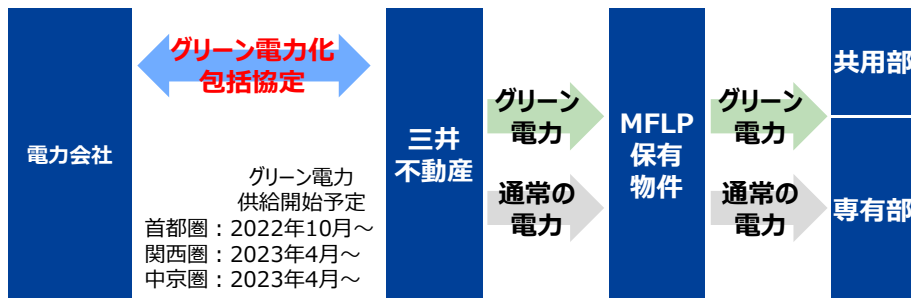 電力会社
グリーン電力化
包括協定
グリーン電力
供給開始予定
首都圏：2022年10月～
関西圏：2023年4月～
中京圏：2023年4月～
三井
不動産
グリーン
電力
通常の
電力
MFLP
保有
物件
グリーン
電力
通常の
電力
共用部
専有部